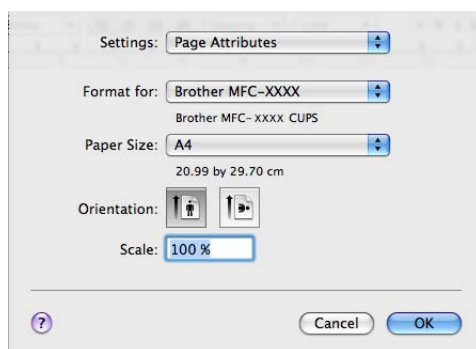 Settings: Page Attributes
Format for: Brother MFC-XXXX
Brother MFC-XXXX CUPS
Paper Size: A4
20.99 by 29.70 cm
Orientation:
Scale: 100 %
?
Cancel OK